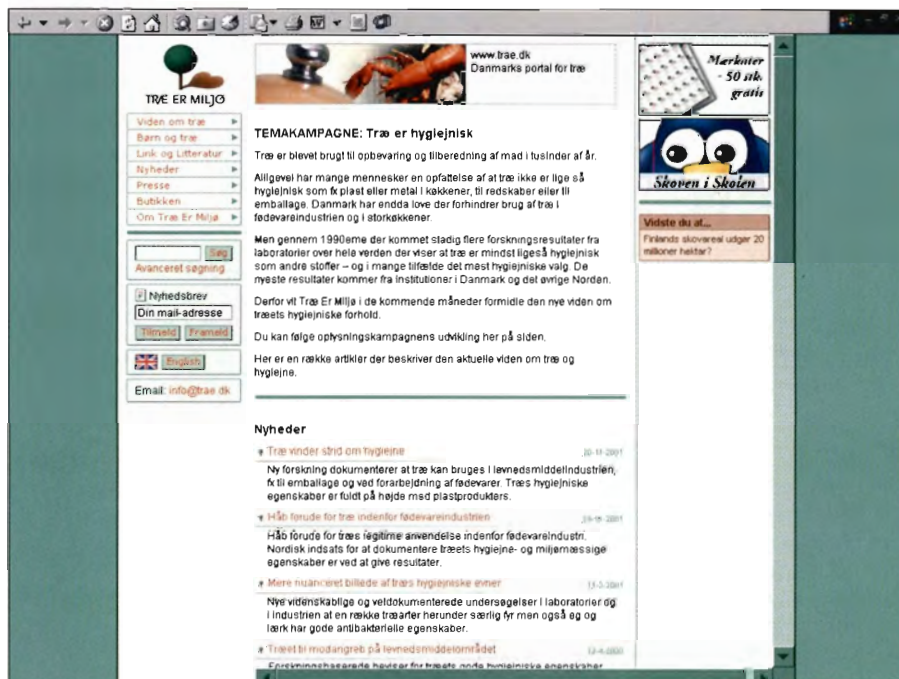 TRÆ ER MILJØ
Viden om træ
Børn og træ
Link og Litteratur
Nyheder
Presse
Butikken
Om Træ Er Miljø
Søg
Avanceret søgning
Nyhedsbrev
Din mail-adresse
Tilmeld Frameld
English
Email: info@trae.dk
www.trae.dk
Danmarks portal for træ
TEMAKAMPAGNE: Træ er hygiejnisk
Træ er blevet brugt til opbevaring og tilberedning af mad i tusinder af år.
Alligevel har mange mennesker en opfattelse af at træ ikke er lige så
hygiejnisk som fx plast eller metal i køkkener, til redskaber eller til
emballage. Danmark har endda love der forhindrer brug af træ i
fødevareindustrien og i storkøkkener.
Men gennem 1990erne der kommet stadig flere forskningsresultater fra
laboratorier over hele verden der viser at træ er mindst ligeså hygiejnisk
som andre stoffer – og i mange tilfælde det mest hygiejniske valg. De
nyeste resultater kommer fra institutioner i Danmark og det øvrige Norden.
Derfor vil Træ Er Miljø i de kommende måneder formidle den nye viden om
træets hygiejniske forhold.
Du kan følge oplysningskampagnens udvikling her på siden.
Her er en række artikler der beskriver den aktuelle viden om træ og
hygiejne.
Nyheder
Træ vinder strid om hygiejne
Ny forskning dokumenterer at træ kan bruges i levnedsmiddelindustrien,
fx til emballage og ved forarbejdning af fødevarer. Træs hygiejniske
egenskaber er fuldt på højde med plastprodukters.
Håb forude for træ indenfor fødevareindustrien
Håb forude for træs legitime anvendelse indenfor fødevareindustri.
Nordisk indsats for at dokumentere træets hygiejne- og miljømæssige
egenskaber er ved at give resultater.
Mere nuanceret billede af træs hygiejniske evner
Nye videnskablige og veldokumenterede undersøgelser i laboratorier og
i industrien at en række træarter herunder særlig fyr men også eg og
lærk har gode antibakterielle egenskaber.
Træet til modangreb på levnedsmiddelområdet
Forskningsbaserede beviser for træets gode hygiejniske egenskaber
Mærkater
- 50 stk.
gratis
Skoven i Skolen
Vidste du at...
Finlands skovareal udgør 20
millioner hektar?